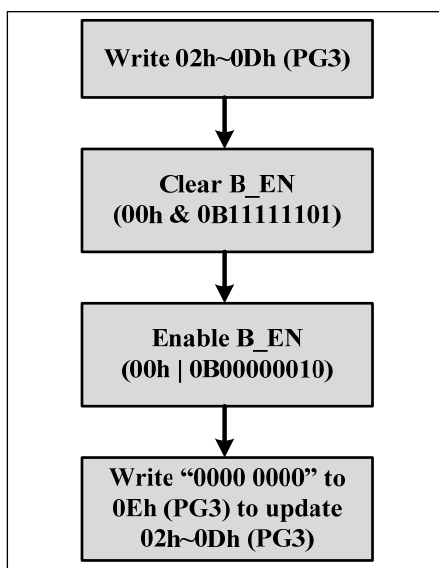 Write 02h~0Dh (PG3)
Clear B_EN
(00h & 0B11111101)
Enable B_EN
(00h | 0B00000010)
Write “0000 0000” to
0Eh (PG3) to update
02h~0Dh (PG3)